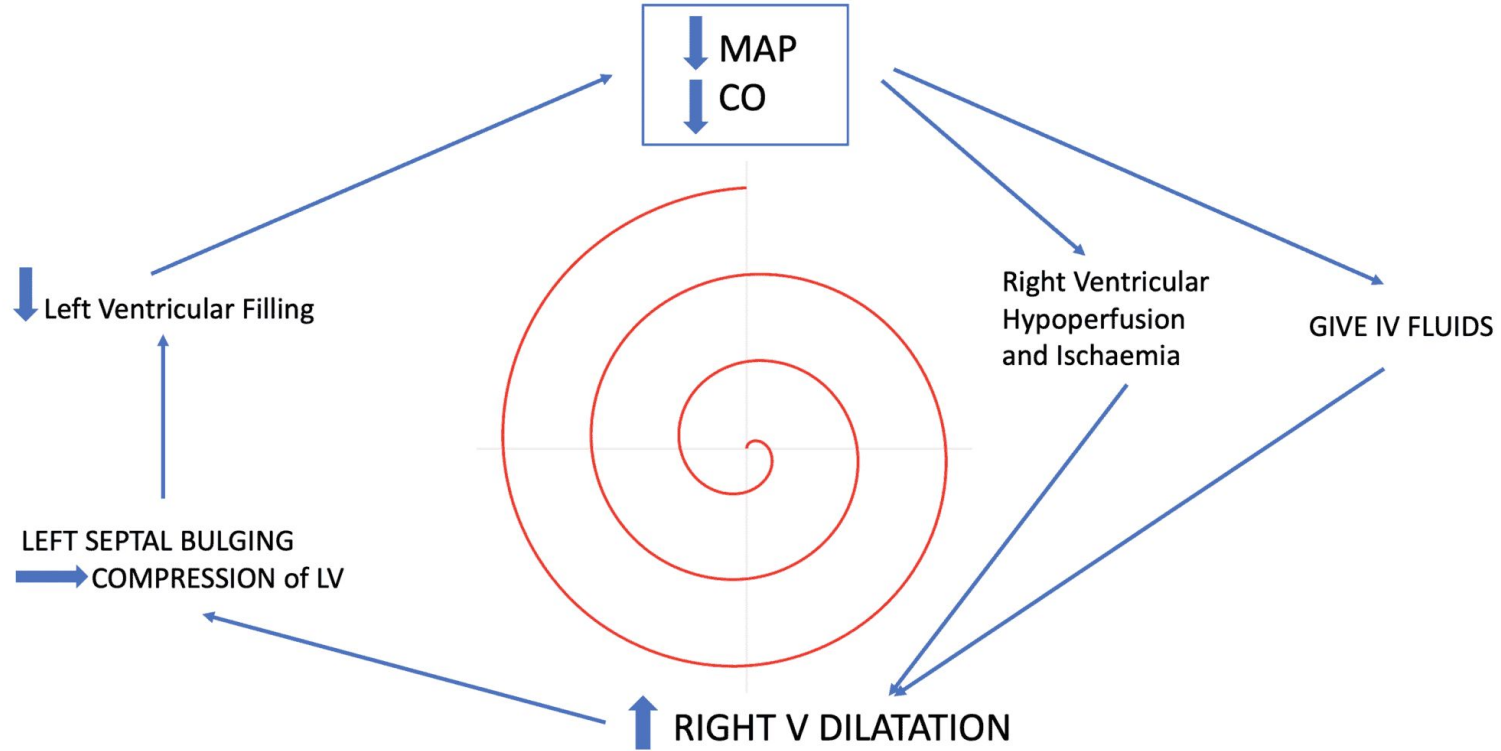 MAP
CO
Left Ventricular Filling
Right Ventricular
Hypoperfusion
and Ischaemia
GIVE IV FLUIDS
LEFT SEPTAL BULGING
COMPRESSION of LV
RIGHT V DILATATION